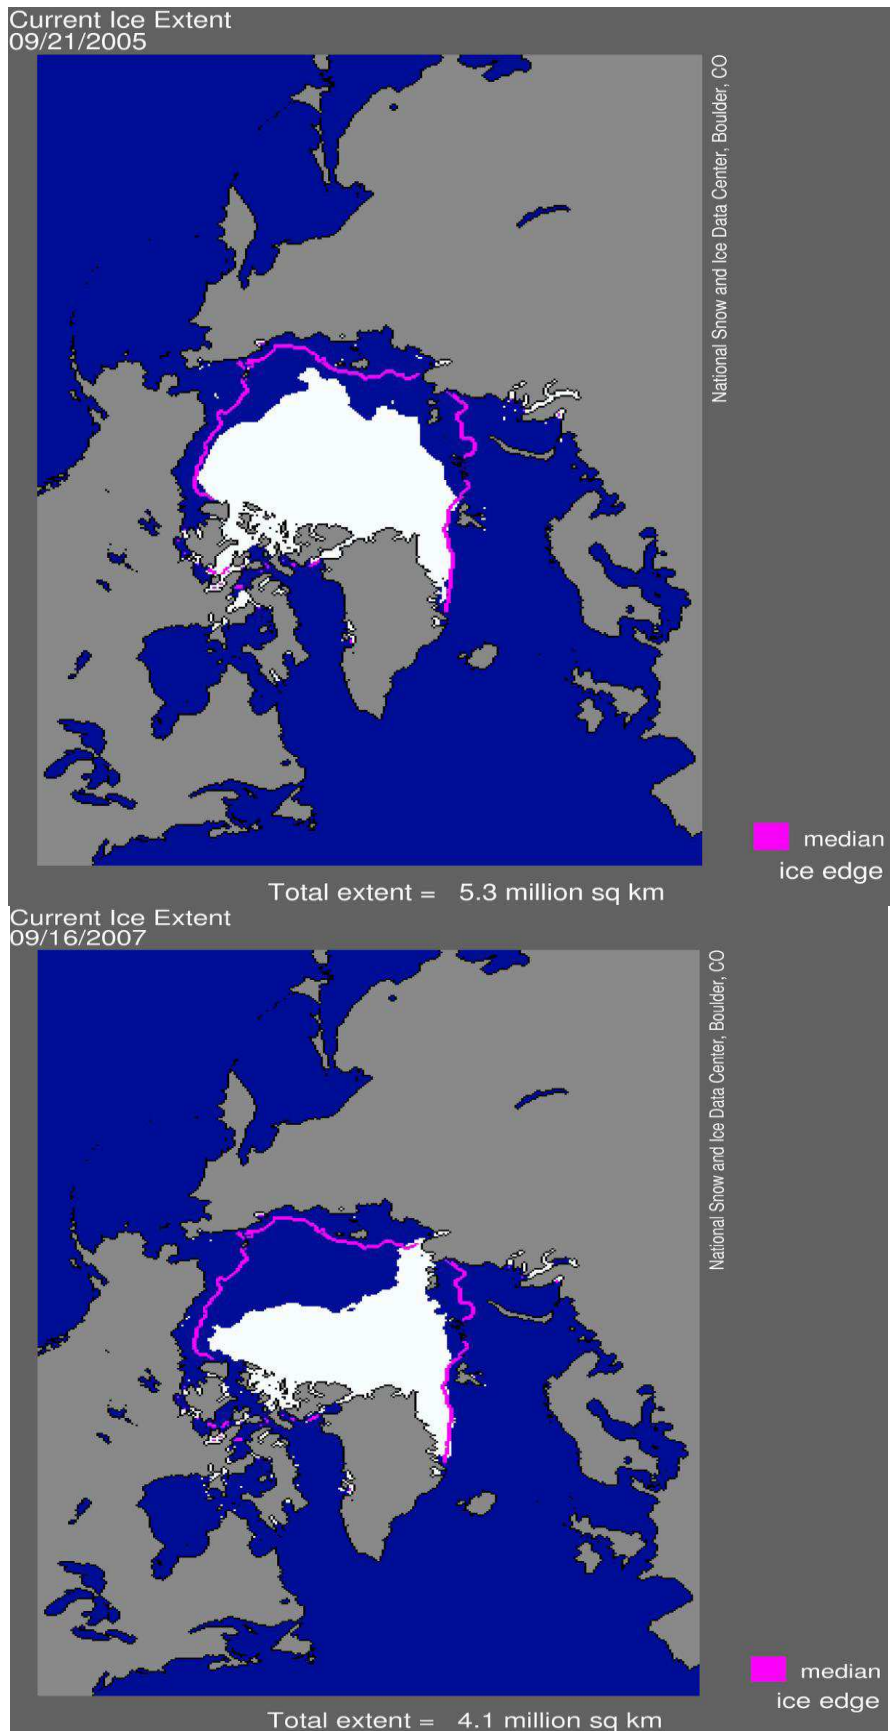 Current Ice Extent
09/21/2005
National Snow and Ice Data Center, Boulder, CO
median
ice edge
Total extent = 5.3 million sq km
Current Ice Extent
09/16/2007
National Snow and Ice Data Center, Boulder, CO
median
ice edge
Total extent = 4.1 million sq km